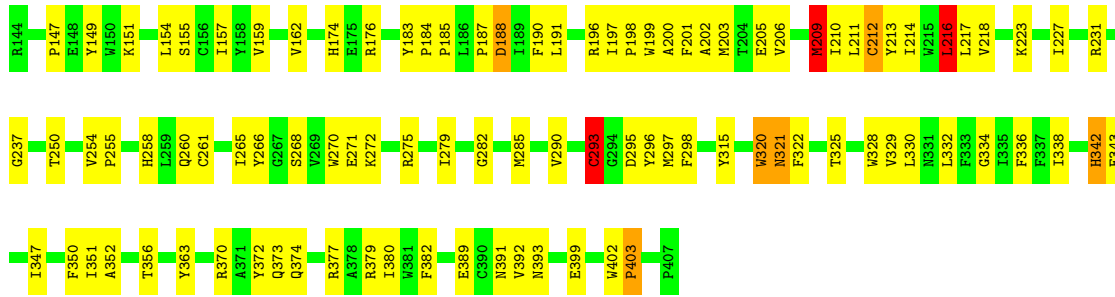 R144 P147 E148 Y149 W150 K151 L154 S155 C156 I157 Y158 V159 V162 H174 E175 R176 Y183 P184 P185 L186 P187 D188 I189 F190 L191 R196 I197 P198 W199 A200 F201 A202 M203 T204 E205 V206 M209 I210 L211 C212 V213 I214 W215 L216 L217 V218 K223 I227 R231
G237 T250 V254 P255 H258 L259 Q260 C261 I265 Y266 G267 S268 V269 W270 E271 K272 R275 I279 G282 M285 V290 C293 G294 D295 Y296 M297 F298 Y315 W320 N321 F322 T325 W328 V329 L330 N331 L332 F333 G334 I335 F336 F337 I338 H342 F343
I347 F350 I351 A352 T356 Y363 R370 A371 Y372 Q373 Q374 R377 A378 R379 I380 W381 F382 E389 C390 N391 V392 N393 E399 W402 P403 P407